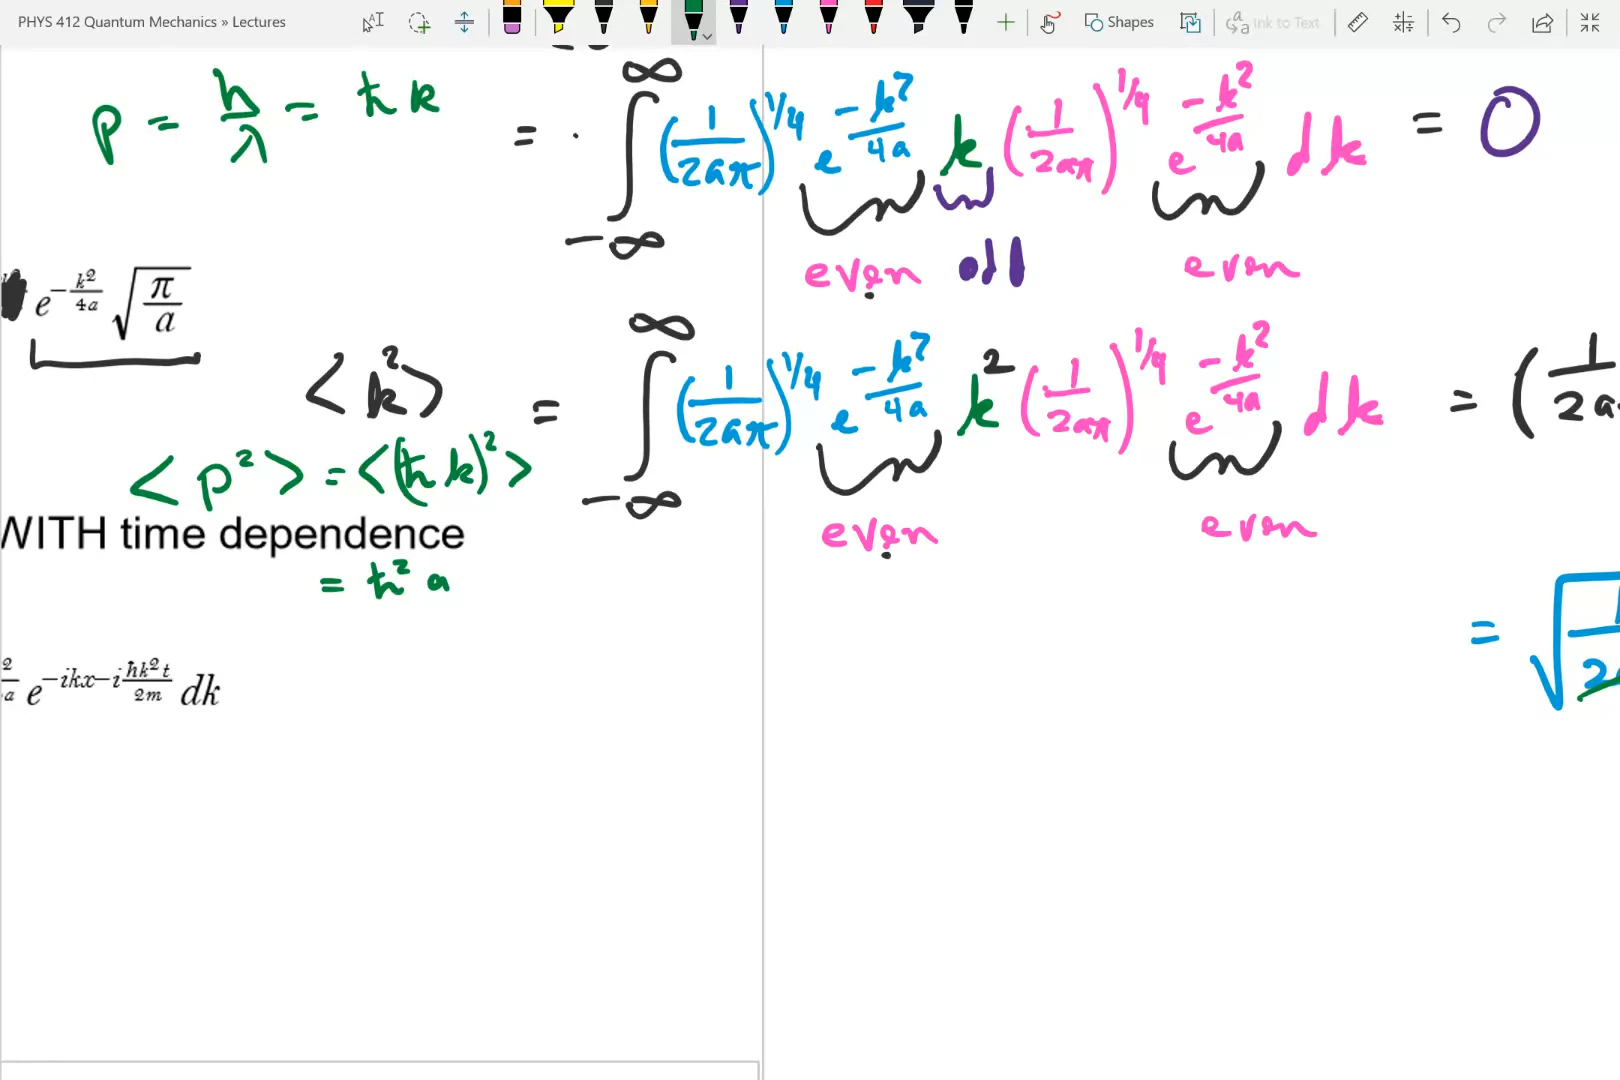 PHYS 412 Quantum Mechanics » Lectures
Shapes
Ink to Text
p = h/λ = ħk
= ∫_{-∞}^{∞} (1/2aπ)^{1/4} e^{-k²/4a} k (1/2aπ)^{1/4} e^{-k²/4a} dk = 0
even odd even
e^{-k²/4a} √(π/a)
<k²> = ∫_{-∞}^{∞} (1/2aπ)^{1/4} e^{-k²/4a} k² (1/2aπ)^{1/4} e^{-k²/4a} dk = (1/2a
<p²> = <(ħk)²>
even even
WITH time dependence
= ħ² a
= √1/2
2/a e^{-ikx-i ħk²t/2m} dk